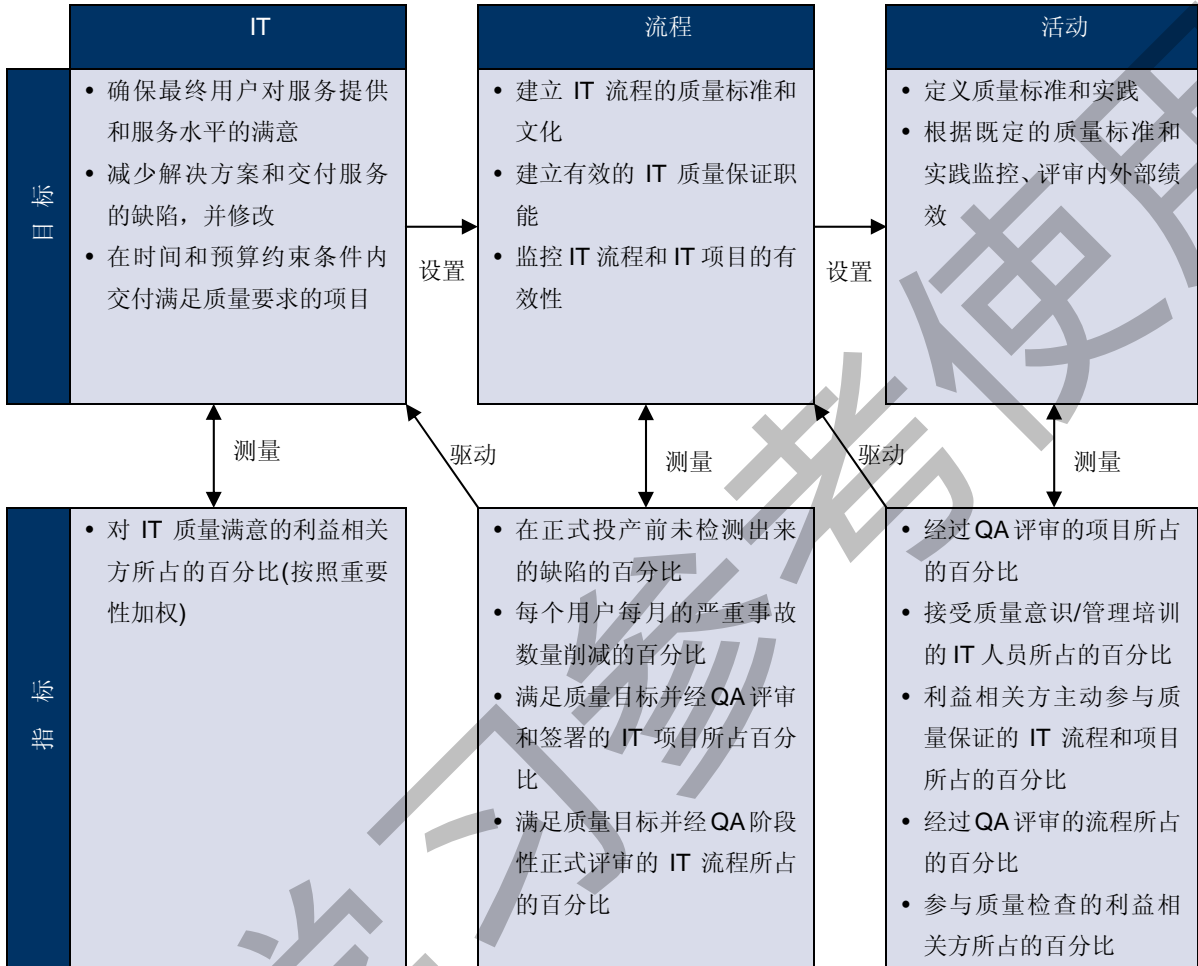 IT
流程
活动
目 标
• 确保最终用户对服务提供
和服务水平的满意
• 减少解决方案和交付服务
的缺陷，并修改
• 在时间和预算约束条件内
交付满足质量要求的项目
设置
• 建立 IT 流程的质量标准和
文化
• 建立有效的 IT 质量保证职
能
• 监控 IT 流程和 IT 项目的有
效性
设置
• 定义质量标准和实践
• 根据既定的质量标准和
实践监控、评审内外部绩
效
测量
驱动
测量
驱动
测量
指 标
• 对 IT 质量满意的利益相关
方所占的百分比(按照重要
性加权)
• 在正式投产前未检测出来
的缺陷的百分比
• 每个用户每月的严重事故
数量削减的百分比
• 满足质量目标并经 QA 评审
和签署的 IT 项目所占百分
比
• 满足质量目标并经 QA 阶段
性正式评审的 IT 流程所占
的百分比
• 经过 QA 评审的项目所占
的百分比
• 接受质量意识/管理培训
的 IT 人员所占的百分比
• 利益相关方主动参与质
量保证的 IT 流程和项目
所占的百分比
• 经过 QA 评审的流程所占
的百分比
• 参与质量检查的利益相
关方所占的百分比
学习参考使用